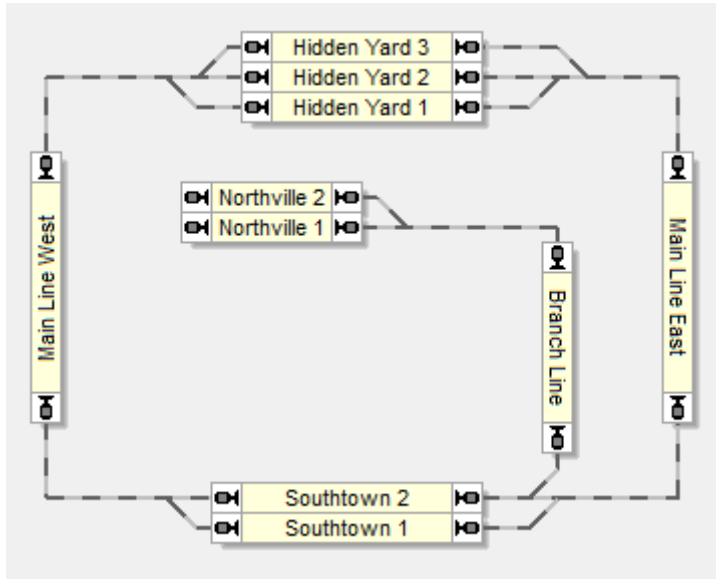 Hidden Yard 3
Hidden Yard 2
Hidden Yard 1
Northville 2
Northville 1
Main Line West
Branch Line
Main Line East
Southtown 2
Southtown 1